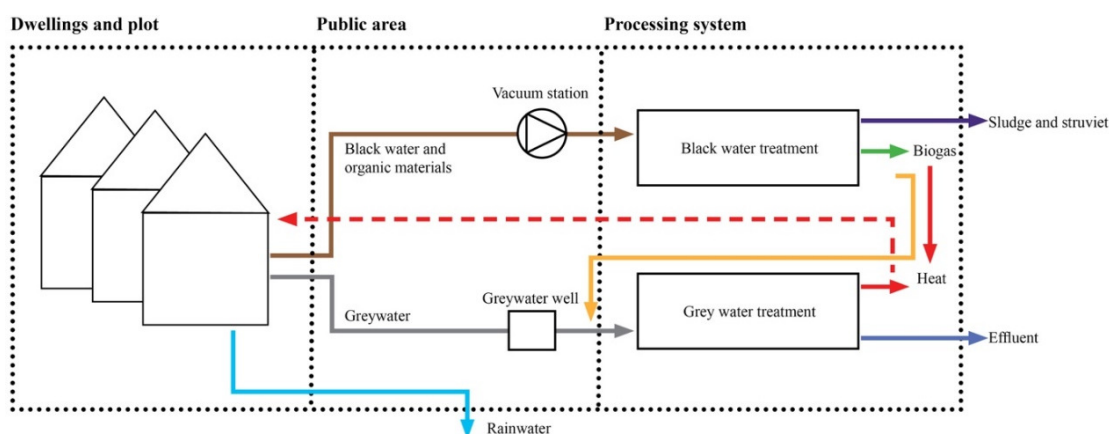 Dwellings and plot
Public area
Processing system
Vacuum station
Black water and
organic materials
Black water treatment
Sludge and struviet
Biogas
Heat
Greywater well
Greywater
Grey water treatment
Effluent
Rainwater